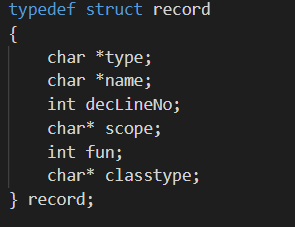 typedef struct record
{
    char *type;
    char *name;
    int decLineNo;
    char* scope;
    int fun;
    char* classtype;
} record;